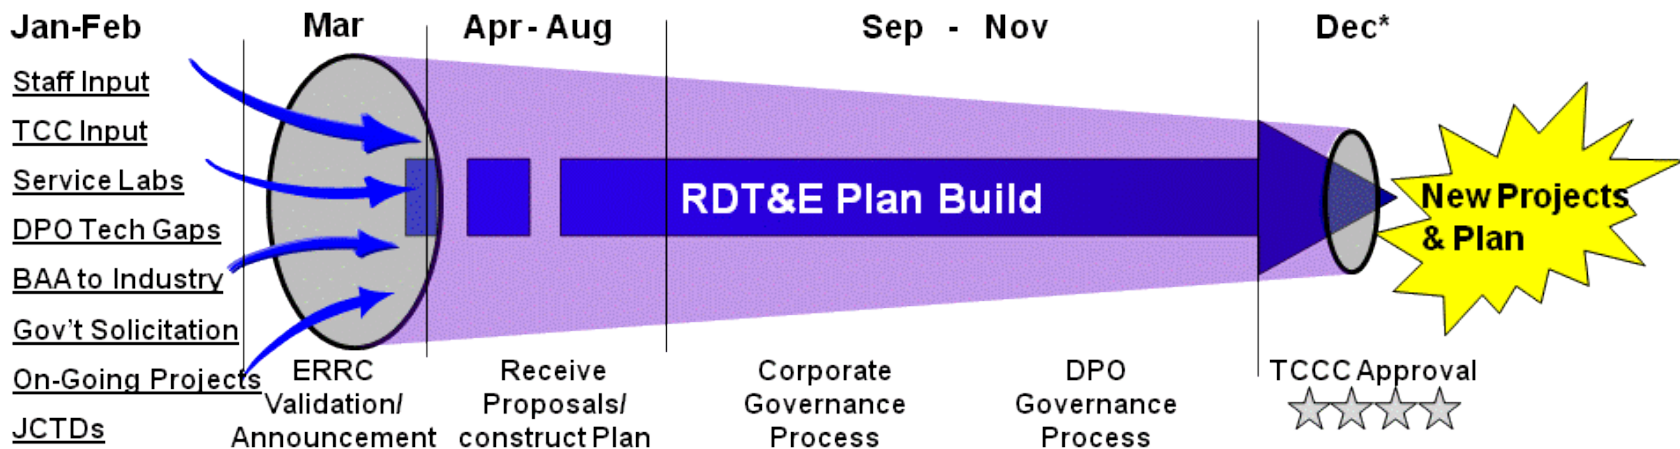 Jan-Feb
Mar
Apr - Aug
Sep - Nov
Dec*
Staff Input
TCC Input
Service Labs
DPO Tech Gaps
BAA to Industry
Gov't Solicitation
On-Going Projects
JCTDs
RDT&E Plan Build
New Projects
& Plan
ERRC
Validation/
Announcement
Receive
Proposals/
construct Plan
Corporate
Governance
Process
DPO
Governance
Process
TCCC Approval